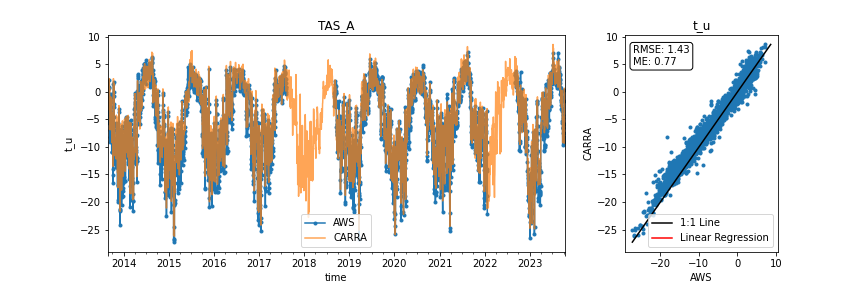 TAS_A
t_u
10
5
0
−5
−10
−15
−20
−25
t_u
2014
2015
2016
2017
2018
2019
2020
2021
2022
2023
time
AWS
CARRA
t_u
RMSE: 1.43
ME: 0.77
10
5
0
−5
−10
−15
−20
−25
CARRA
−20
−10
0
10
AWS
1:1 Line
Linear Regression